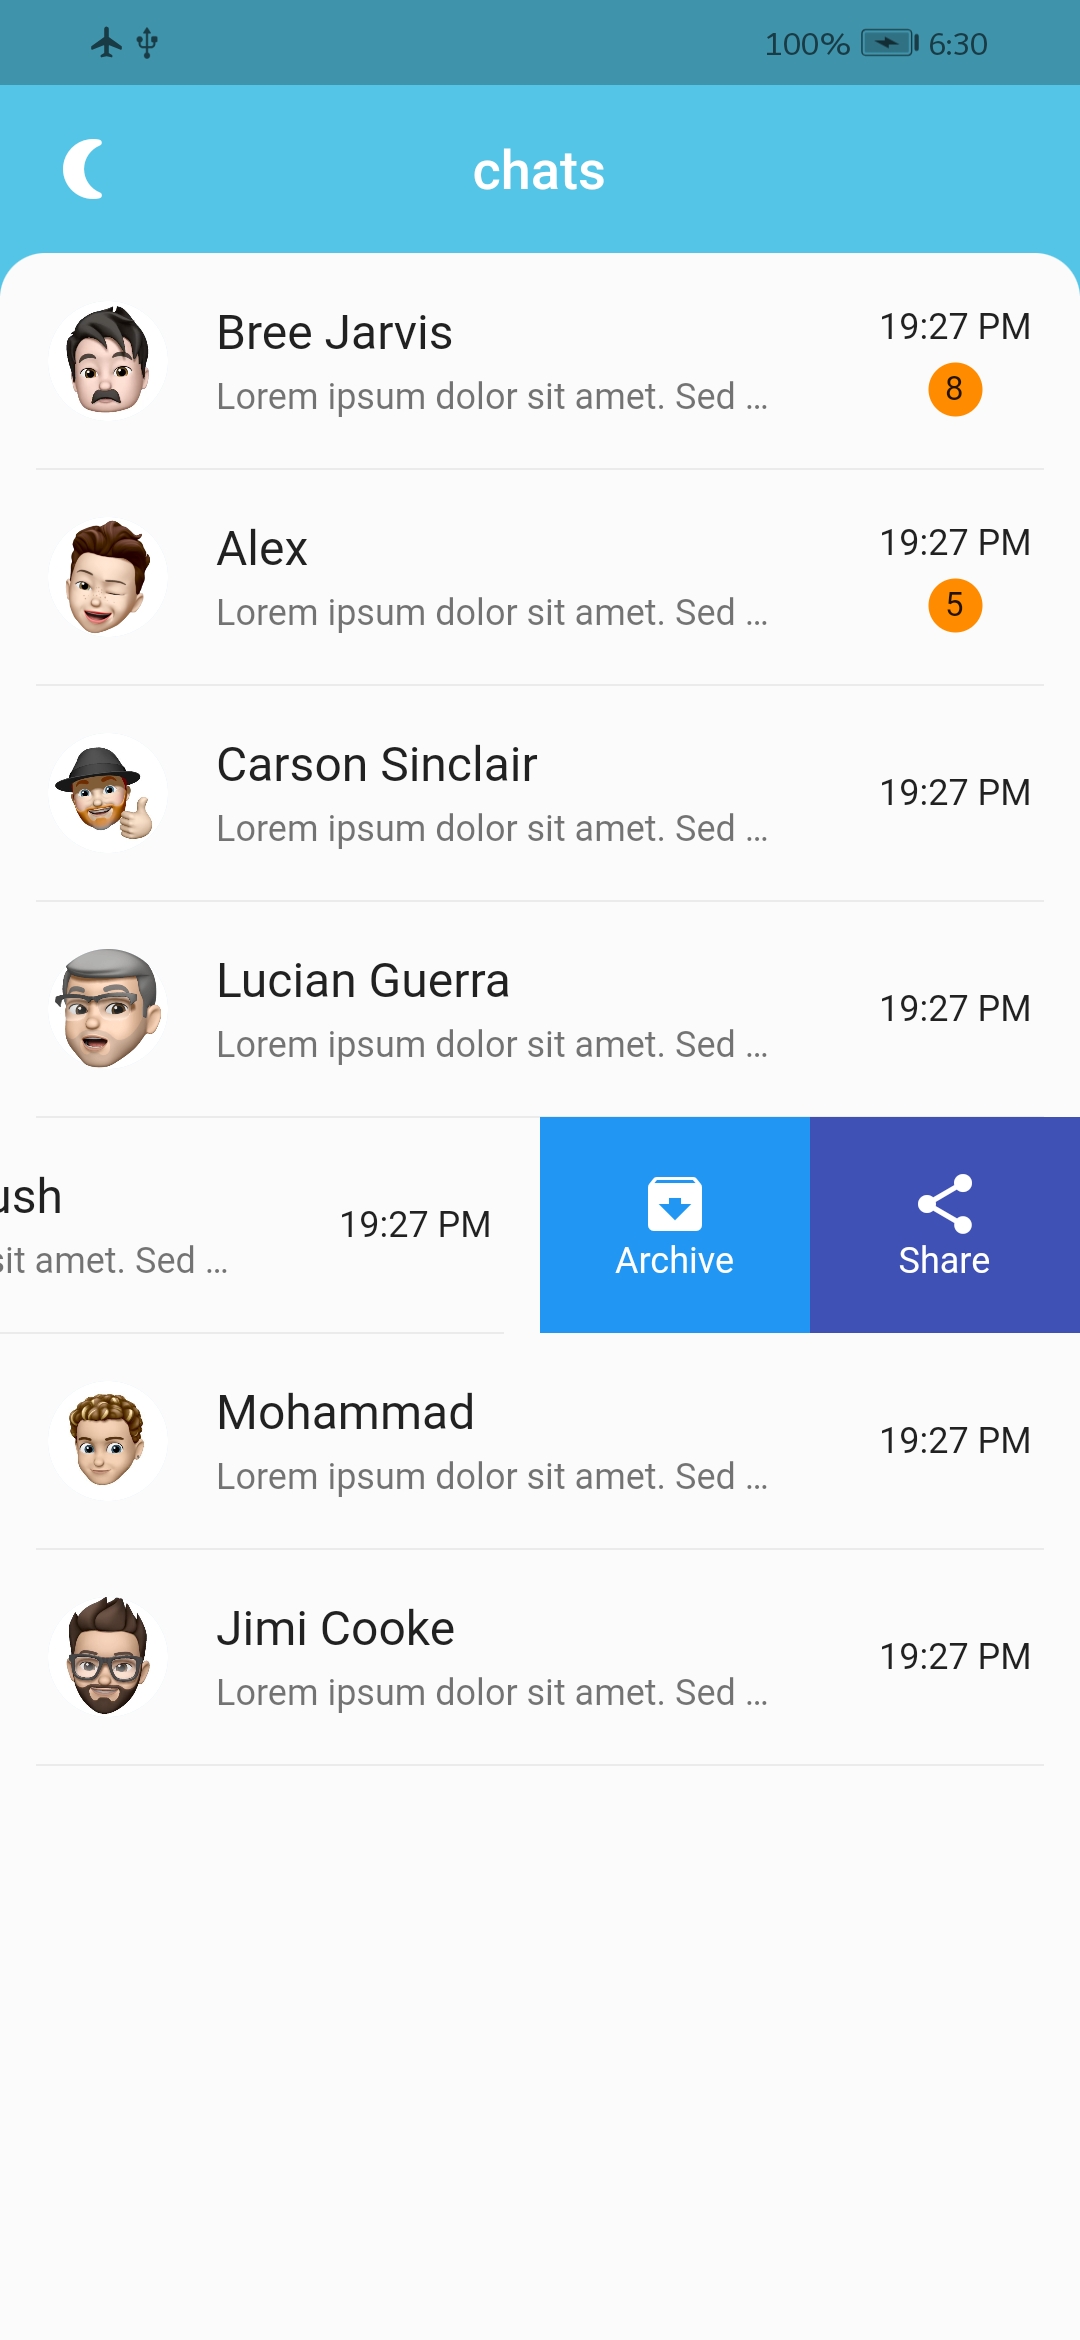 100% 6:30
chats
Bree Jarvis
19:27 PM
Lorem ipsum dolor sit amet. Sed ...
8
Alex
19:27 PM
Lorem ipsum dolor sit amet. Sed ...
5
Carson Sinclair
19:27 PM
Lorem ipsum dolor sit amet. Sed ...
Lucian Guerra
19:27 PM
Lorem ipsum dolor sit amet. Sed ...
ush
19:27 PM
sit amet. Sed ...
Archive
Share
Mohammad
19:27 PM
Lorem ipsum dolor sit amet. Sed ...
Jimi Cooke
19:27 PM
Lorem ipsum dolor sit amet. Sed ...